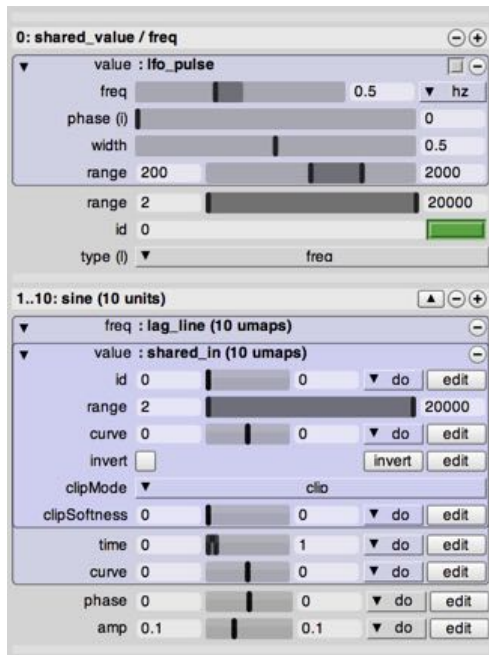 0: shared_value / freq
▼ value : lfo_pulse
freq 0.5 ▼ hz
phase (i) 0
width 0.5
range 200 2000
range 2 20000
id 0
type (l) ▼ freq
1..10: sine (10 units)
▼ freq : lag_line (10 umaps)
▼ value : shared_in (10 umaps)
id 0 0 ▼ do edit
range 2 20000
curve 0 0 ▼ do edit
invert invert edit
clipMode ▼ clip
clipSoftness 0 0 ▼ do edit
time 0 1 ▼ do edit
curve 0 0 ▼ do edit
phase 0 0 ▼ do edit
amp 0.1 0.1 ▼ do edit